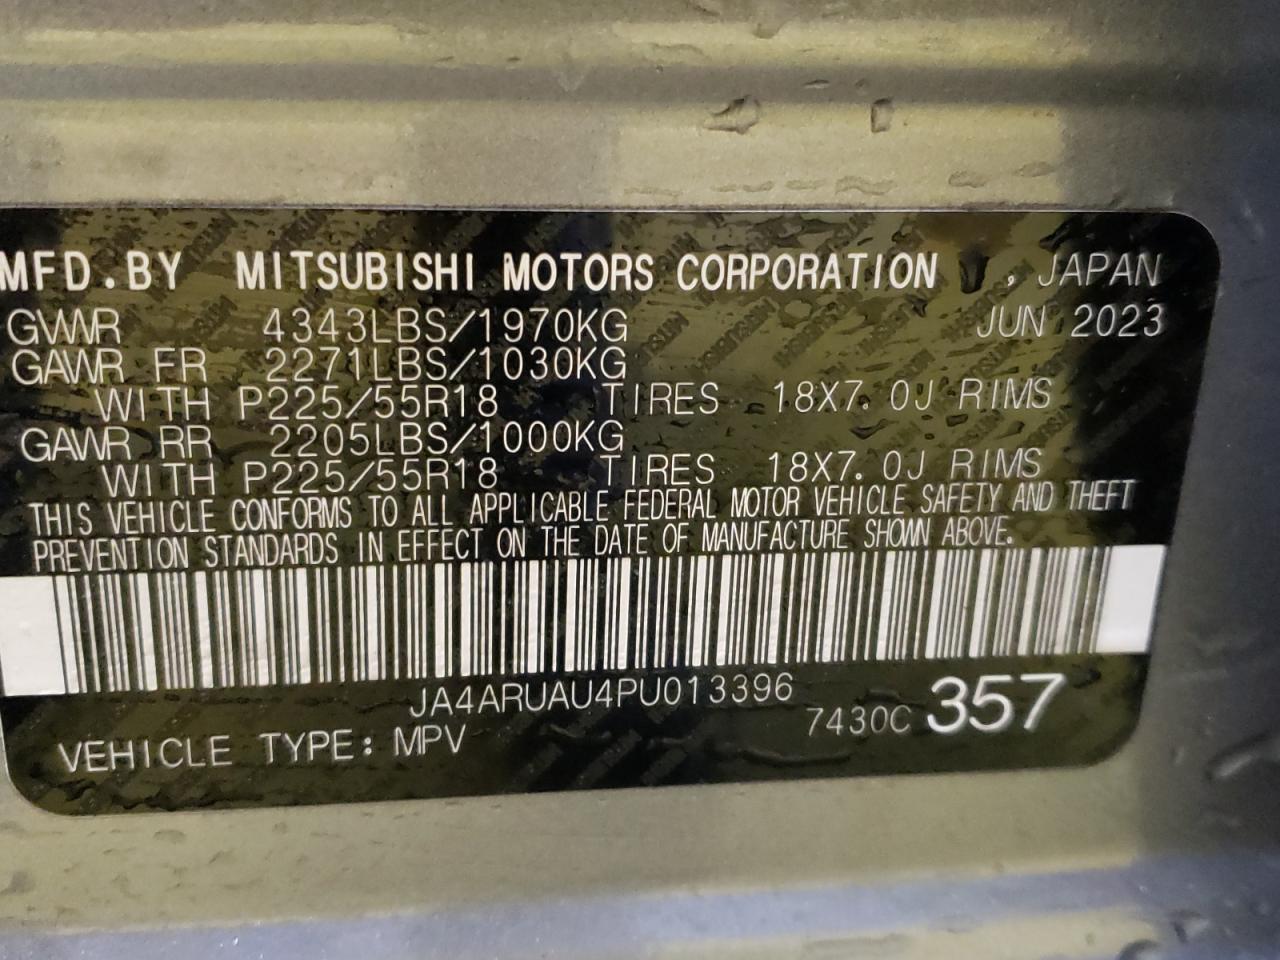 MFD.BY MITSUBISHI MOTORS CORPORATION, JAPAN
GVWR 4343LBS/1970KG JUN 2023
GAWR FR 2271LBS/1030KG
WITH P225/55R18 TIRES 18X7.0J RIMS
GAWR RR 2205LBS/1000KG
WITH P225/55R18 TIRES 18X7.0J RIMS
THIS VEHICLE CONFORMS TO ALL APPLICABLE FEDERAL MOTOR VEHICLE SAFETY AND THEFT
PREVENTION STANDARDS IN EFFECT ON THE DATE OF MANUFACTURE SHOWN ABOVE.
JA4ARUAU4PU013396
7430C 357
VEHICLE TYPE: MPV